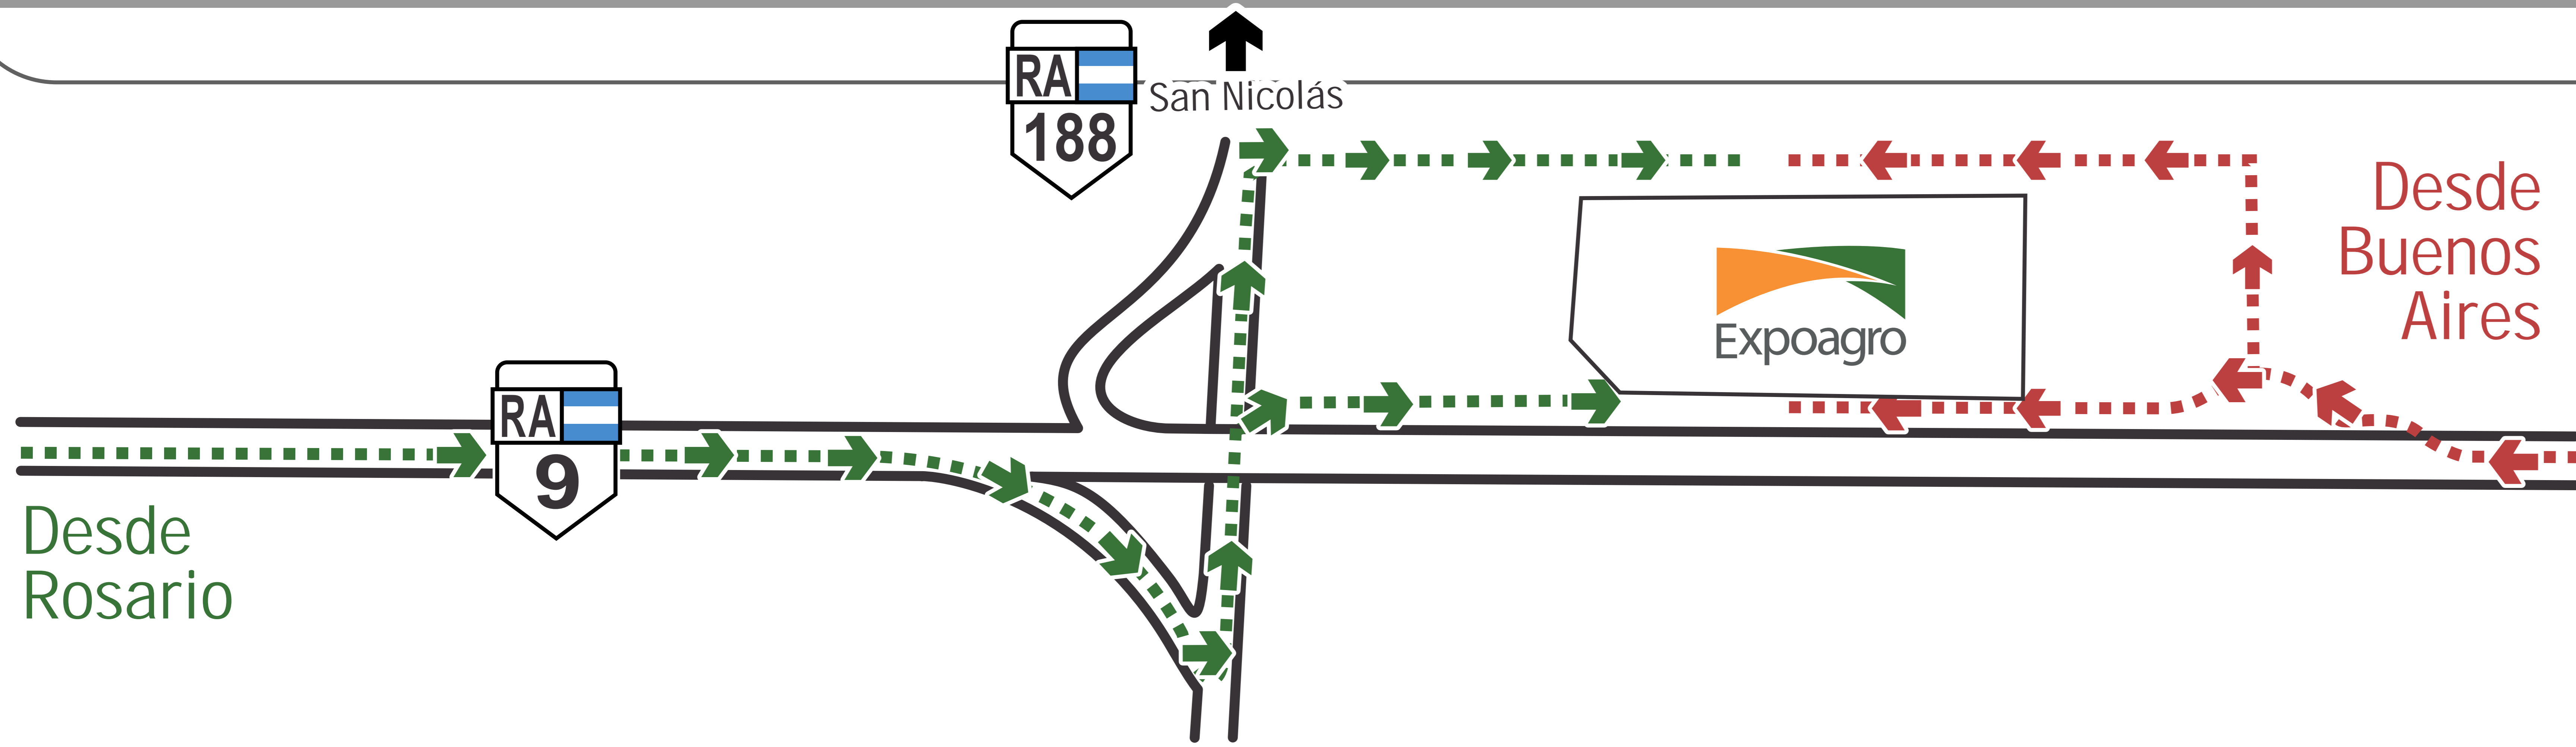 RA
188
San Nicolás
Desde
Buenos
Aires
Expoagro
RA
9
Desde
Rosario